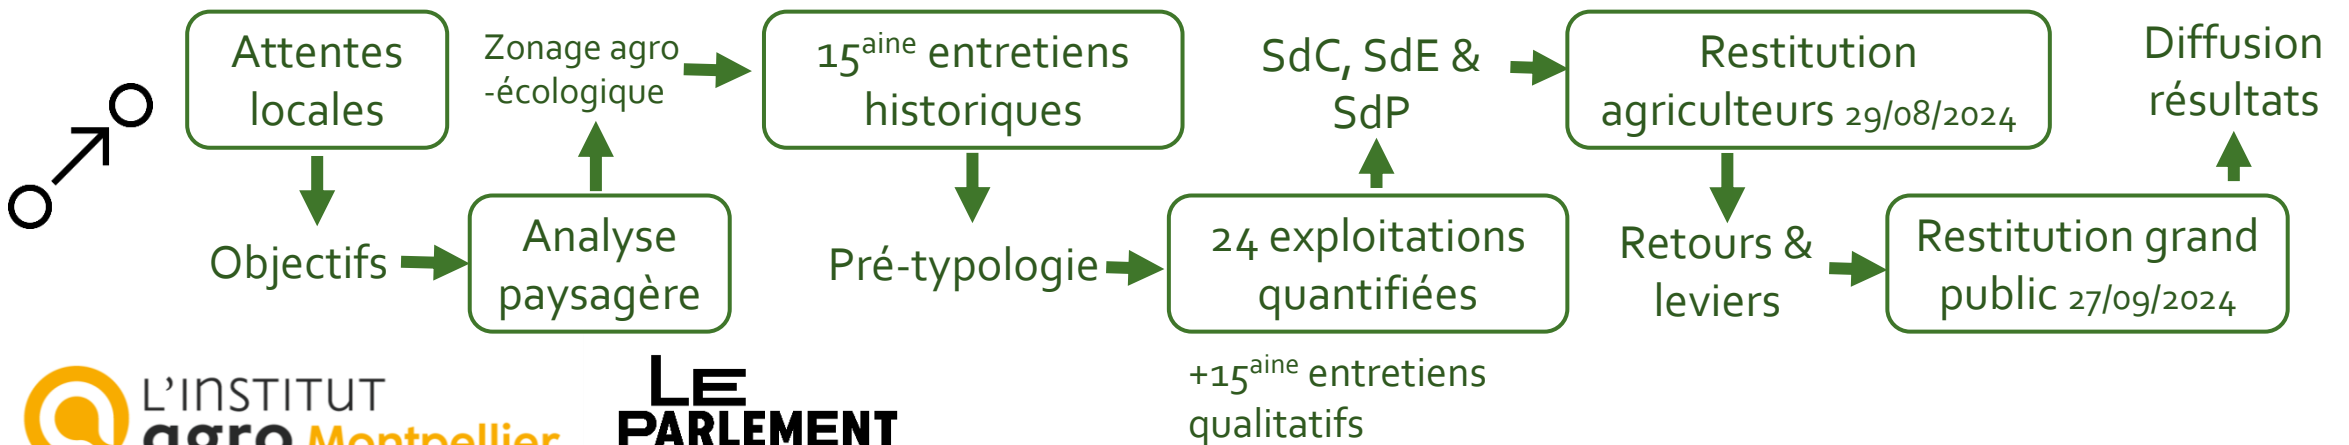 Attentes
locales
Objectifs
Analyse
paysagère
Zonage agro
-écologique
15aine entretiens
historiques
Pré-typologie
24 exploitations
quantifiées
+15aine entretiens
qualitatifs
SdC, SdE &
SdP
Restitution
agriculteurs 29/08/2024
Retours &
leviers
Restitution grand
public 27/09/2024
Diffusion
résultats
L'INSTITUT
agro Montpellier
LE
PARLEMENT